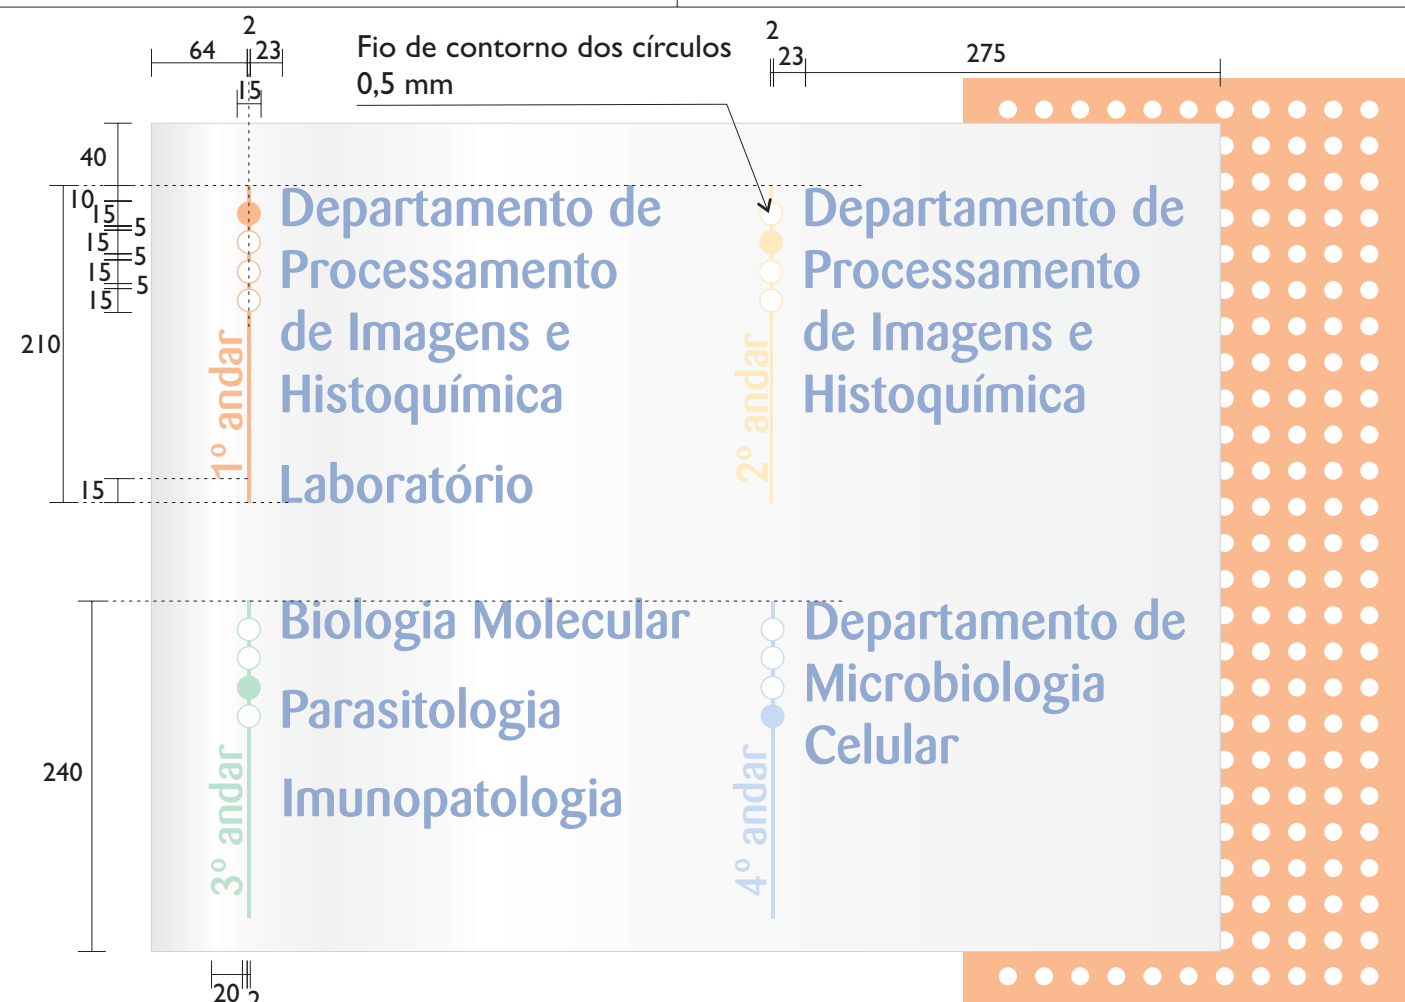 2
64
23
15
Fio de contorno dos círculos
0,5 mm
2
23
275
40
10
15
5
15
5
15
5
15
210
15
240
20
2
1º andar
Departamento de
Processamento
de Imagens e
Histoquímica
Laboratório
2º andar
Departamento de
Processamento
de Imagens e
Histoquímica
3º andar
Biologia Molecular
Parasitologia
Imunopatologia
4º andar
Departamento de
Microbiologia
Celular